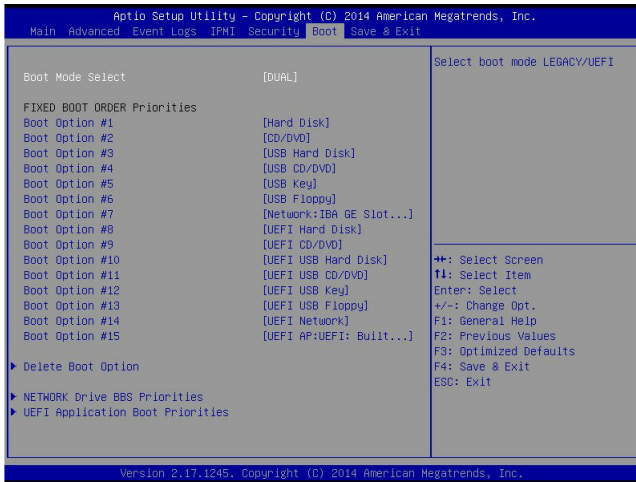 Aptio Setup Utility – Copyright (C) 2014 American Megatrends, Inc.
Main Advanced Event Logs IPMI Security Boot Save & Exit
Boot Mode Select [DUAL]
FIXED BOOT ORDER Priorities
Boot Option #1 [Hard Disk]
Boot Option #2 [CD/DVD]
Boot Option #3 [USB Hard Disk]
Boot Option #4 [USB CD/DVD]
Boot Option #5 [USB Key]
Boot Option #6 [USB Floppy]
Boot Option #7 [Network:IBA GE Slot...]
Boot Option #8 [UEFI Hard Disk]
Boot Option #9 [UEFI CD/DVD]
Boot Option #10 [UEFI USB Hard Disk]
Boot Option #11 [UEFI USB CD/DVD]
Boot Option #12 [UEFI USB Key]
Boot Option #13 [UEFI USB Floppy]
Boot Option #14 [UEFI Network]
Boot Option #15 [UEFI AP:UEFI: Built...]
▶ Delete Boot Option
▶ NETWORK Drive BBS Priorities
▶ UEFI Application Boot Priorities
Select boot mode LEGACY/UEFI
→←: Select Screen
↑↓: Select Item
Enter: Select
+/-: Change Opt.
F1: General Help
F2: Previous Values
F3: Optimized Defaults
F4: Save & Exit
ESC: Exit
Version 2.17.1245. Copyright (C) 2014 American Megatrends, Inc.